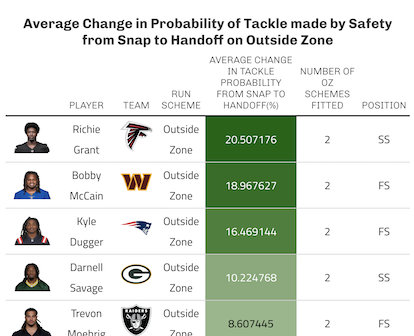 Average Change in Probability of Tackle made by Safety
from Snap to Handoff on Outside Zone
AVERAGE CHANGE
IN TACKLE
PROBABILITY
FROM SNAP TO
HANDOFF(%)
NUMBER OF
OZ
SCHEMES
FITTED
PLAYER
TEAM
RUN
SCHEME
POSITION
Richie
Grant
Outside
Zone
20.507176
2
SS
Bobby
McCain
Outside
Zone
18.967627
2
FS
Kyle
Dugger
Outside
Zone
16.469144
2
FS
Darnell
Savage
G
Outside
Zone
10.224768
2
SS
Trevon
Moehrig
RAIDERS
Outside
Zone
8.607445
2
FS